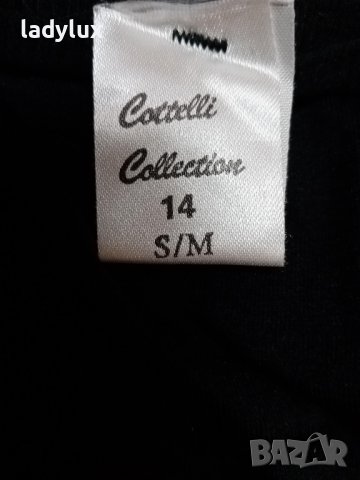 ladylux
Cottelli
Collection
14
S/M
BAZAR